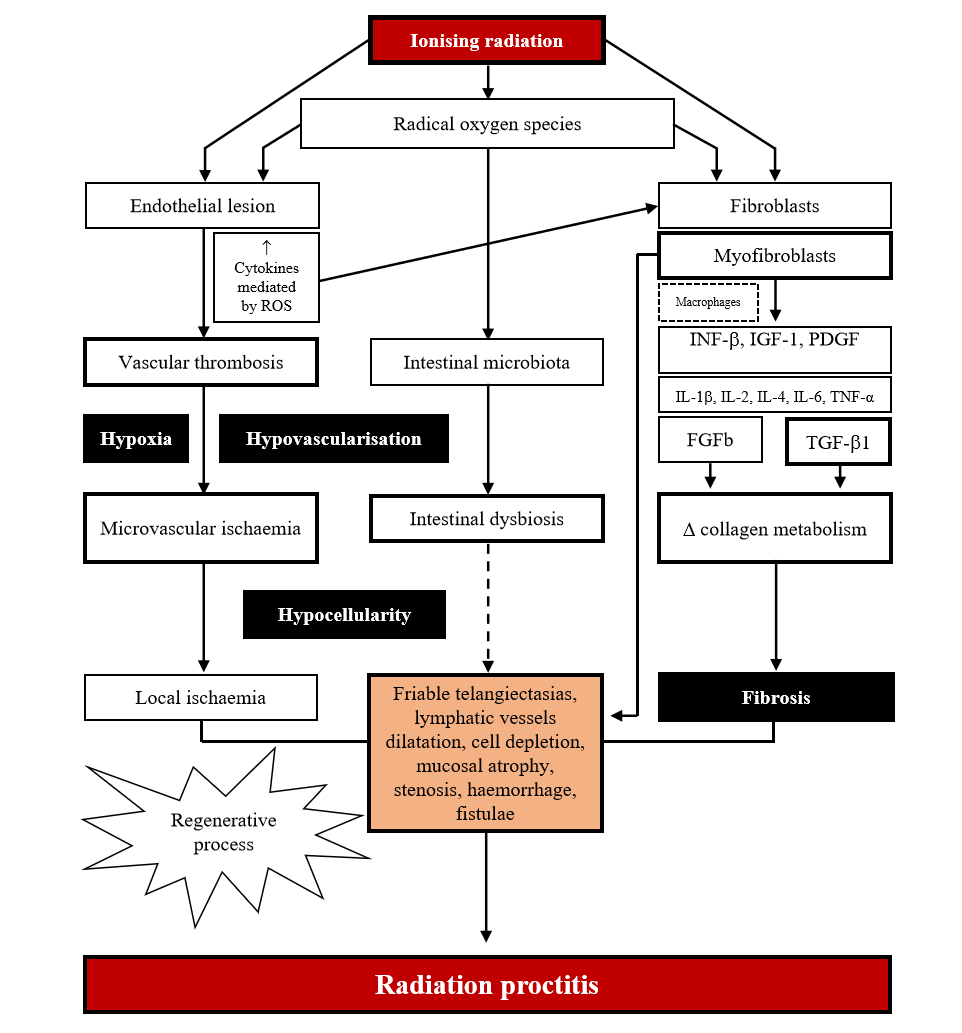 Ionising radiation
Radical oxygen species
Endothelial lesion
Fibroblasts
↑
Cytokines
mediated
by ROS
Myofibroblasts
Macrophages
INF-β, IGF-1, PDGF
Vascular thrombosis
Intestinal microbiota
IL-1β, IL-2, IL-4, IL-6, TNF-α
Hypoxia
Hypovascularisation
FGFb
TGF-β1
Microvascular ischaemia
Intestinal dysbiosis
Δ collagen metabolism
Hypocellularity
Local ischaemia
Friable telangiectasias,
lymphatic vessels
dilatation, cell depletion,
mucosal atrophy,
stenosis, haemorrhage,
fistulae
Fibrosis
Regenerative
process
Radiation proctitis